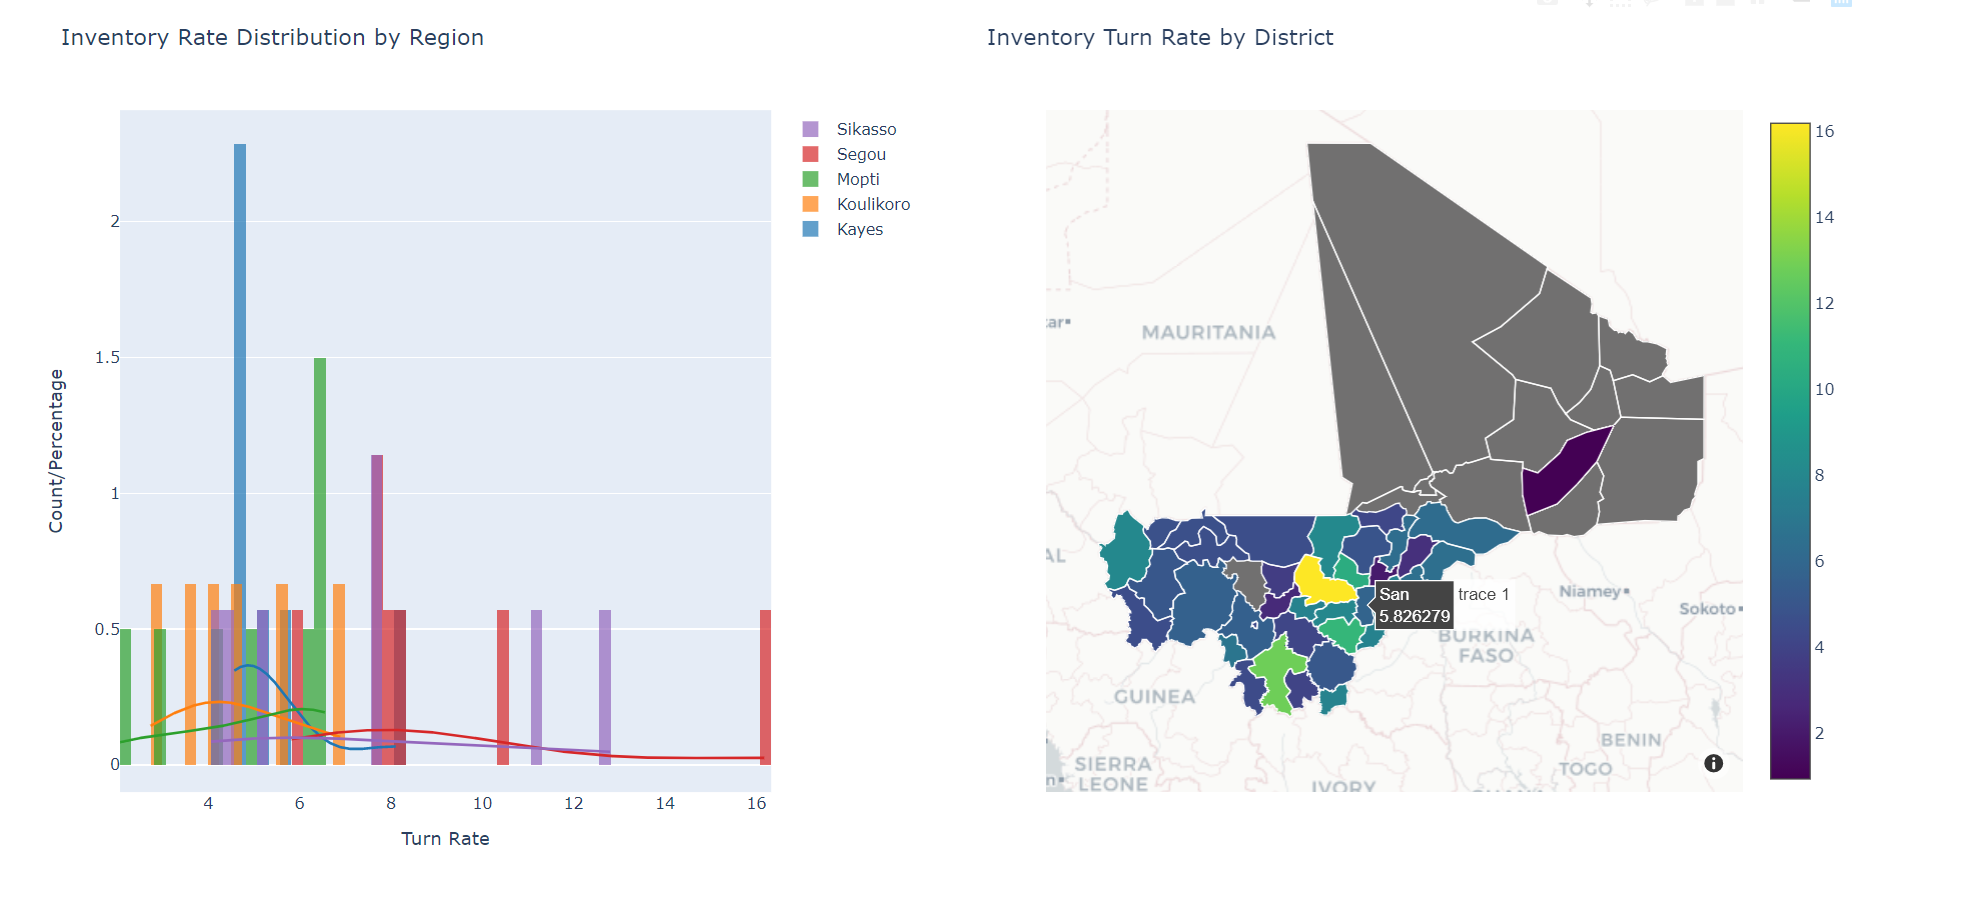 Inventory Rate Distribution by Region
Count/Percentage
2
1.5
1
0.5
0
4 6 8 10 12 14 16
Turn Rate
Sikasso
Segou
Mopti
Koulikoro
Kayes
Inventory Turn Rate by District
MAURITANIA
San
5.826279
trace 1
Niamey
Sokoto
BURKINA
FASO
GUINEA
BENIN
SIERRA
LEONE
TOGO
IVORY
16
14
12
10
8
6
4
2